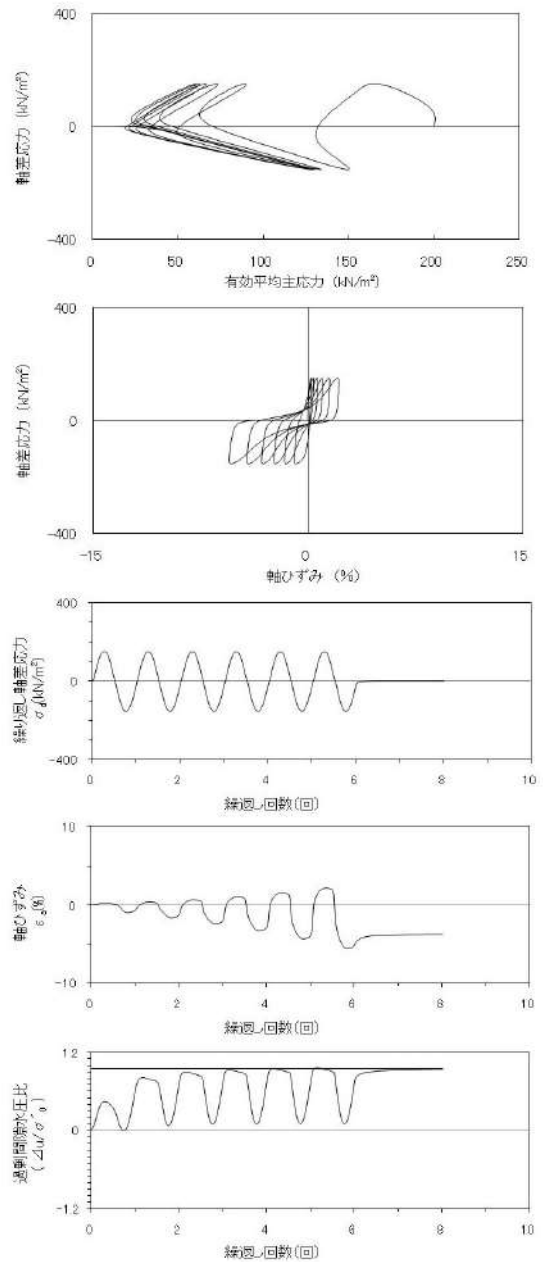 400
0
-400
軸差応力 (kN/m²)
0 50 100 150 200 250
有効平均主応力 (kN/m²)
400
0
-400
軸差応力 (kN/m²)
-15 0 15
軸ひずみ (%)
400
0
-400
繰り返し軸差応力
σd(kN/m²)
0 2 4 6 8 10
繰返し回数(回)
10
0
-10
軸ひずみ
εa(%)
0 2 4 6 8 10
繰返し回数(回)
1.2
0
-1.2
過剰間隙水圧比
(Δu/σ'0)
0 2 4 6 8 10
繰返し回数(回)